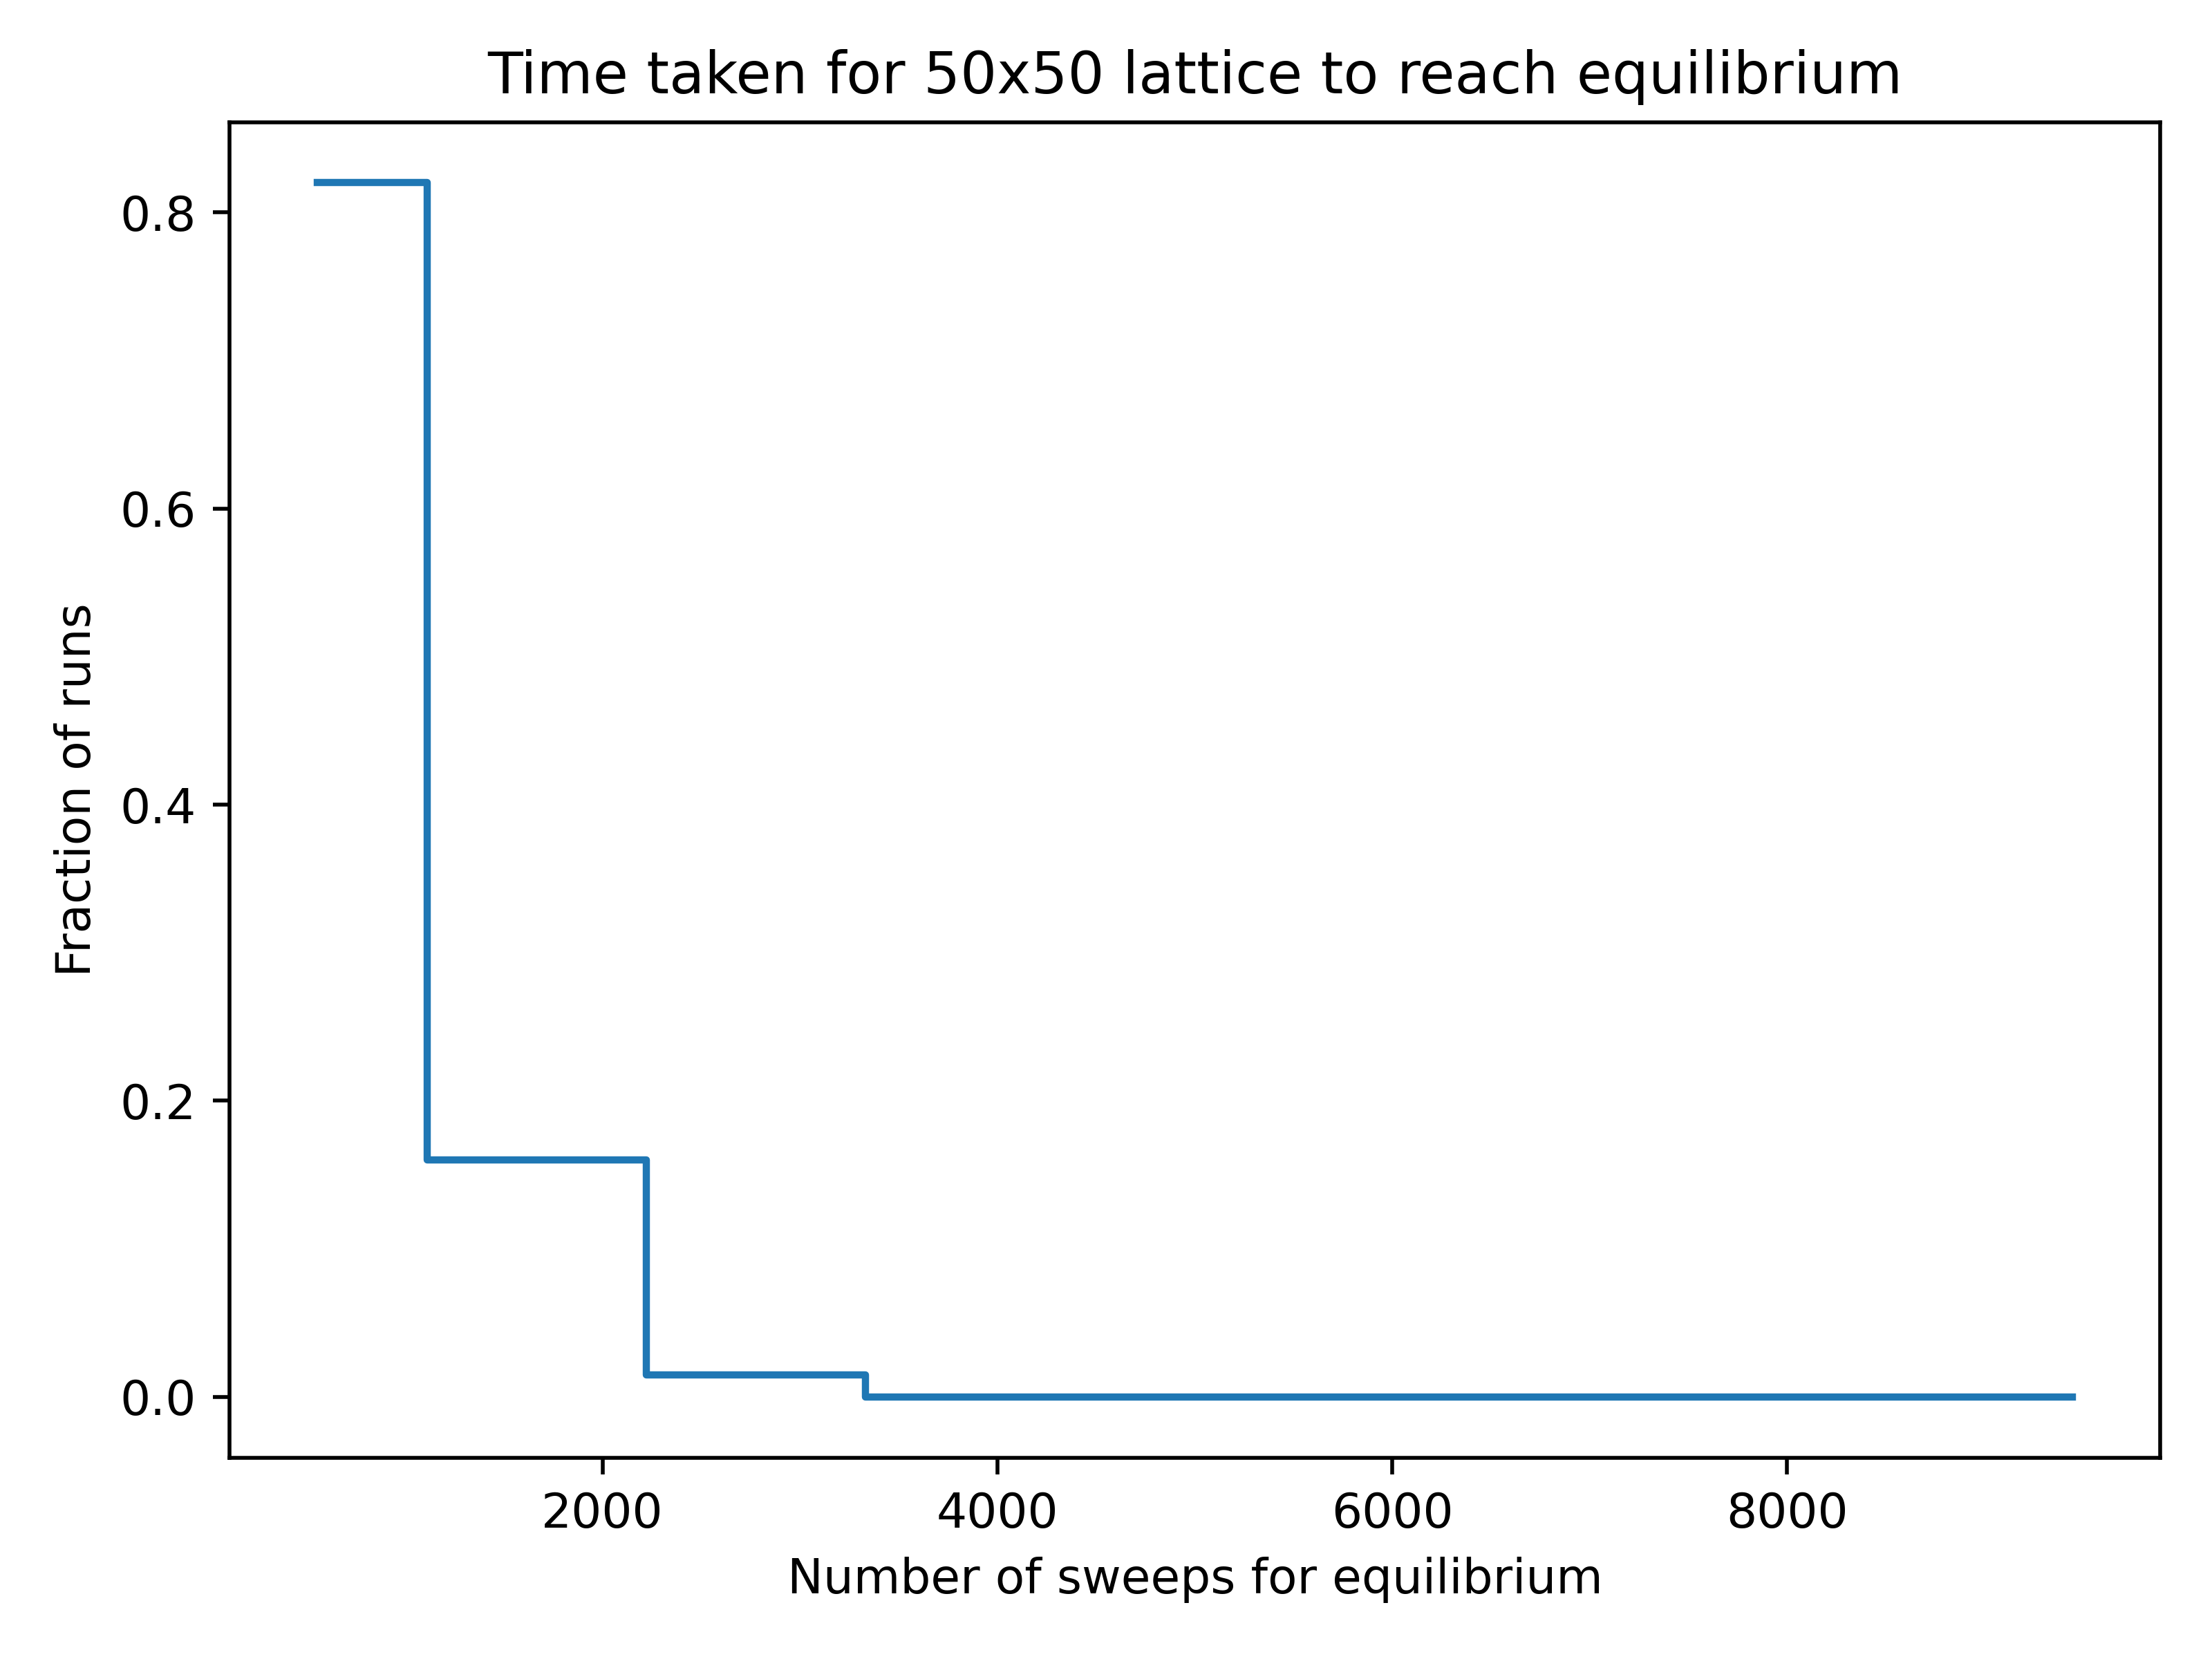 Time taken for 50x50 lattice to reach equilibrium
Fraction of runs
0.8
0.6
0.4
0.2
0.0
2000 4000 6000 8000
Number of sweeps for equilibrium